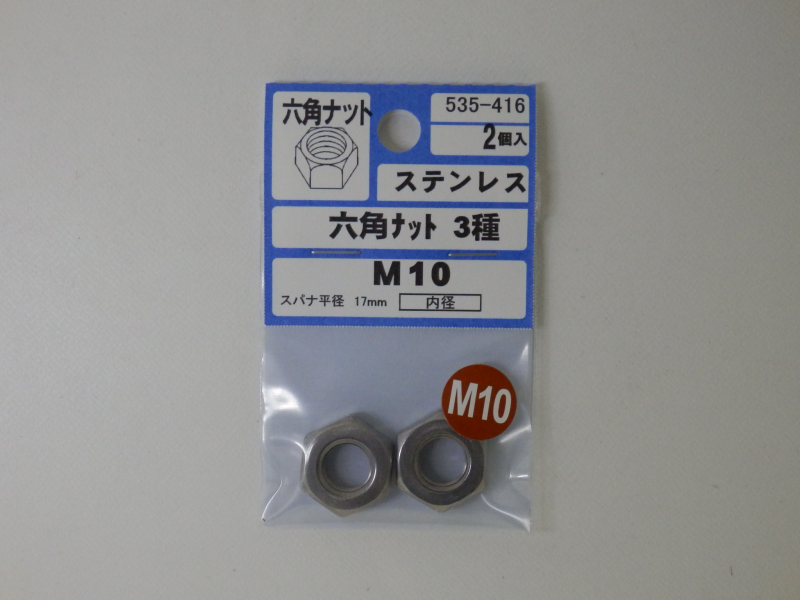 六角ナット
535-416
2個入
ステンレス
六角ﾅｯﾄ 3種
M10
スパナ平径 17mm 内径
M10